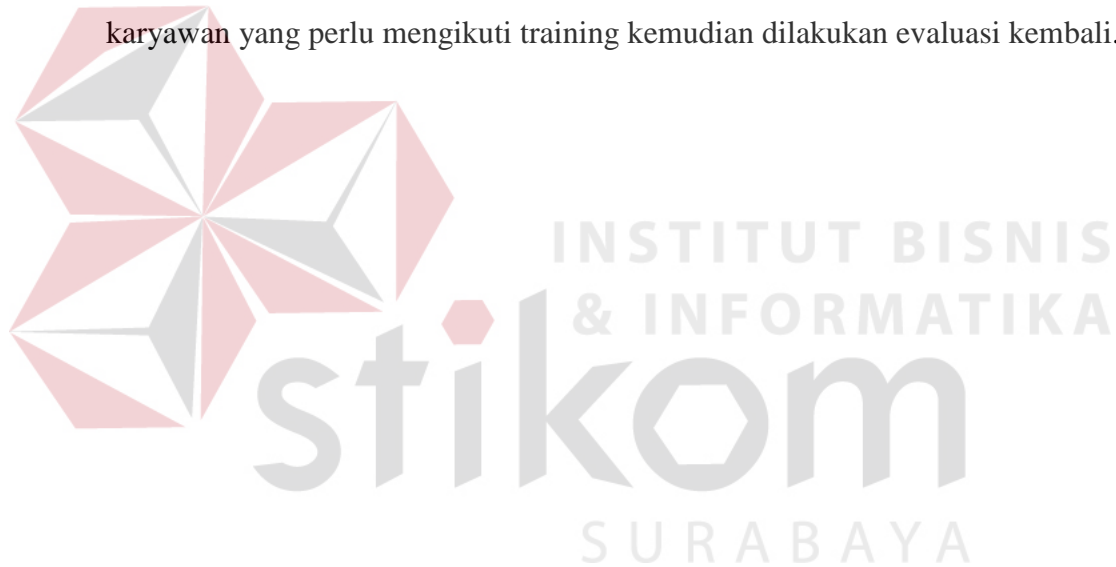 karyawan yang perlu mengikuti training kemudian dilakukan evaluasi kembali.
INSTITUT BISNIS
& INFORMATIKA
stikom
SURABAYA